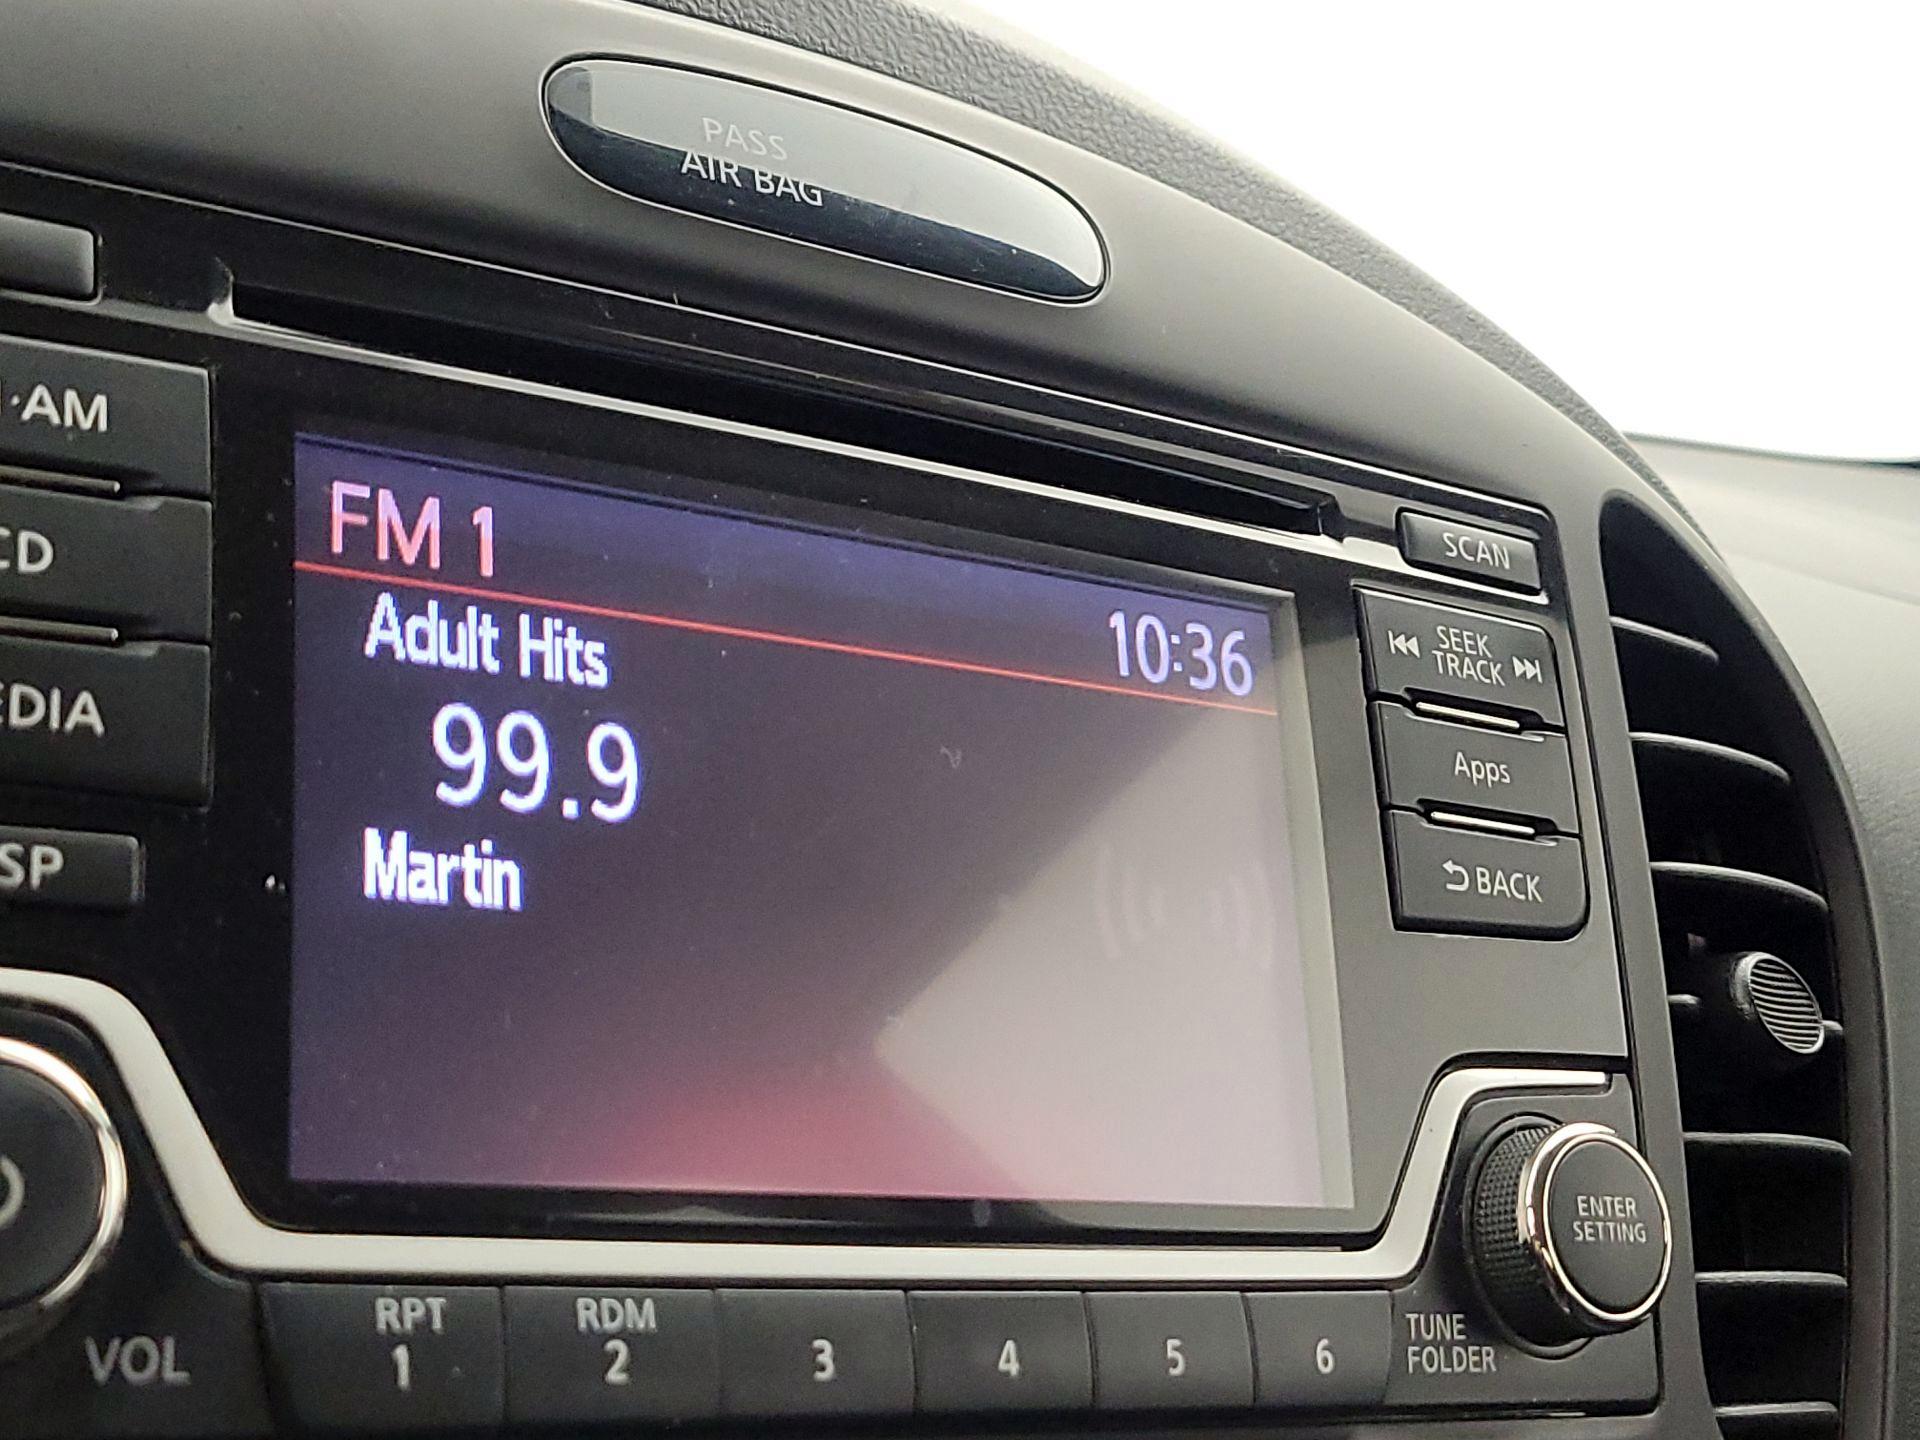 PASS
AIR BAG
·AM
CD
EDIA
SP
FM 1
10:36
Adult Hits
99.9
Martin
SCAN
SEEK
TRACK
Apps
BACK
ENTER
SETTING
TUNE
FOLDER
VOL
RPT
1
RDM
2
3
4
5
6